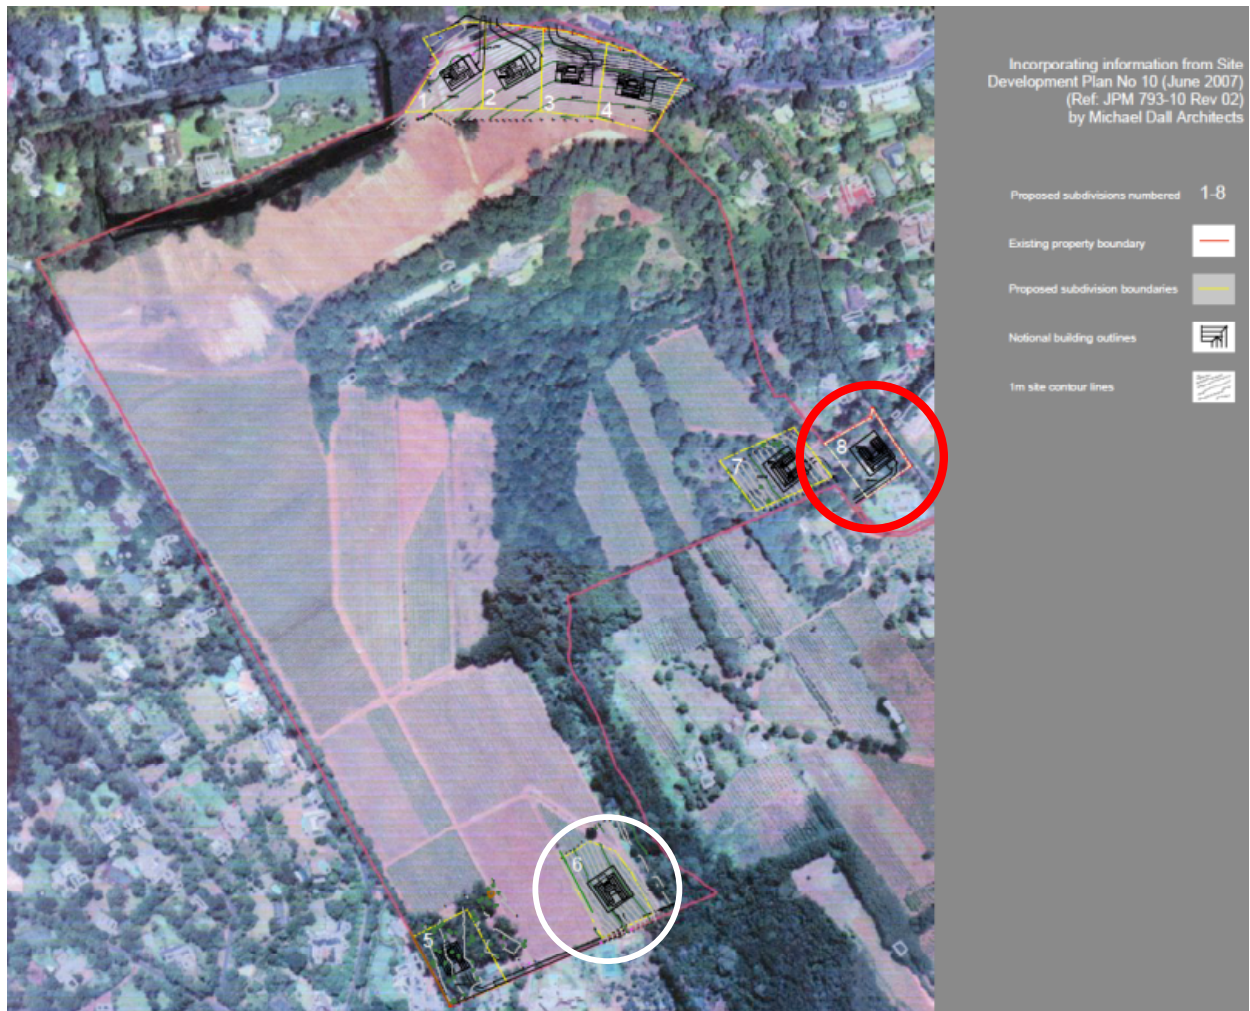 Incorporating information from Site
Development Plan No 10 (June 2007)
(Ref: JPM 793-10 Rev 02)
by Michael Dall Architects
Proposed subdivisions numbered 1-8
Existing property boundary
Proposed subdivision boundaries
Notional building outlines
1m site contour lines
1
2
3
4
7
8
6
5